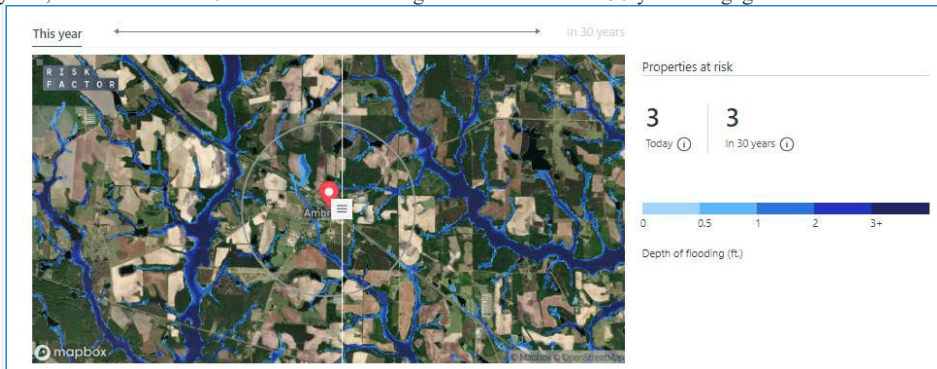 This year
In 30 years
RISK
FACTOR
mapbox
© Mapbox © OpenStreetMap
Properties at risk
3
3
Today
In 30 years
0 0.5 1 2 3+
Depth of flooding (ft.)